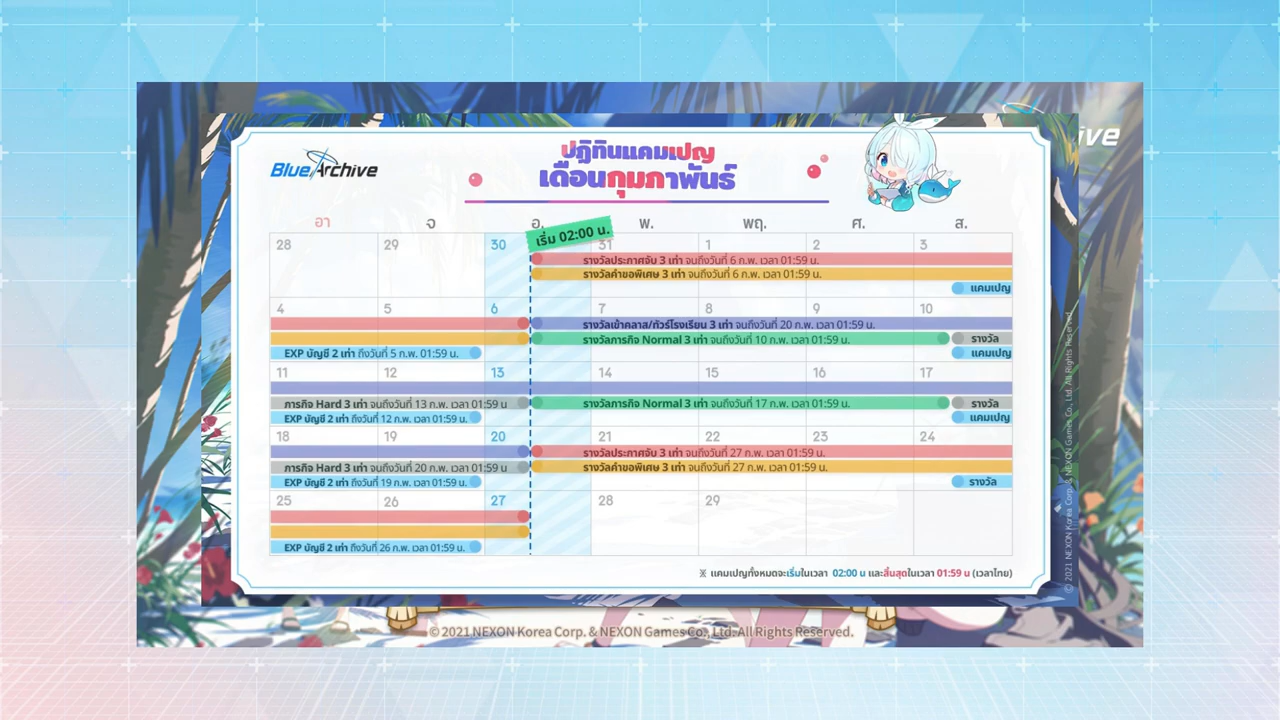 ive
Blue Archive
ปฏิทินแคมเปญ
เดือนกุมภาพันธ์
อา จ อ. พ. พฤ. ศ. ส.
เริ่ม 02:00 น.
28 29 30 31 1 2 3
รางวัลประกาศจับ 3 เท่า จนถึงวันที่ 6 ก.พ. เวลา 01:59 น.
รางวัลคำขอพิเศษ 3 เท่า จนถึงวันที่ 6 ก.พ. เวลา 01:59 น.
แคมเปญ
4 5 6 7 8 9 10
รางวัลเข้าคลาส/ทัวร์โรงเรียน 3 เท่า จนถึงวันที่ 20 ก.พ. เวลา 01:59 น.
รางวัลภารกิจ Normal 3 เท่า จนถึงวันที่ 10 ก.พ. เวลา 01:59 น. รางวัล
EXP บัญชี 2 เท่า ถึงวันที่ 5 ก.พ. 01:59 น. แคมเปญ
11 12 13 14 15 16 17
ภารกิจ Hard 3 เท่า จนถึงวันที่ 13 ก.พ. เวลา 01:59 น รางวัลภารกิจ Normal 3 เท่า จนถึงวันที่ 17 ก.พ. เวลา 01:59 น. รางวัล
EXP บัญชี 2 เท่า ถึงวันที่ 12 ก.พ. 01:59 น. แคมเปญ
18 19 20 21 22 23 24
รางวัลประกาศจับ 3 เท่า จนถึงวันที่ 27 ก.พ. เวลา 01:59 น.
ภารกิจ Hard 3 เท่า จนถึงวันที่ 20 ก.พ. เวลา 01:59 น รางวัลคำขอพิเศษ 3 เท่า จนถึงวันที่ 27 ก.พ. เวลา 01:59 น.
EXP บัญชี 2 เท่า ถึงวันที่ 19 ก.พ. 01:59 น. รางวัล
25 26 27 28 29
EXP บัญชี 2 เท่า ถึงวันที่ 26 ก.พ. 01:59 น.
※ แคมเปญทั้งหมดจะเริ่มในเวลา 02:00 น และสิ้นสุดในเวลา 01:59 น (เวลาไทย)
© 2021 NEXON Korea Corp. & NEXON Games Co., Ltd. All Rights Reserved.
© 2021 NEXON Korea Corp. & NEXON Games Co., Ltd. All Rights Reserved.